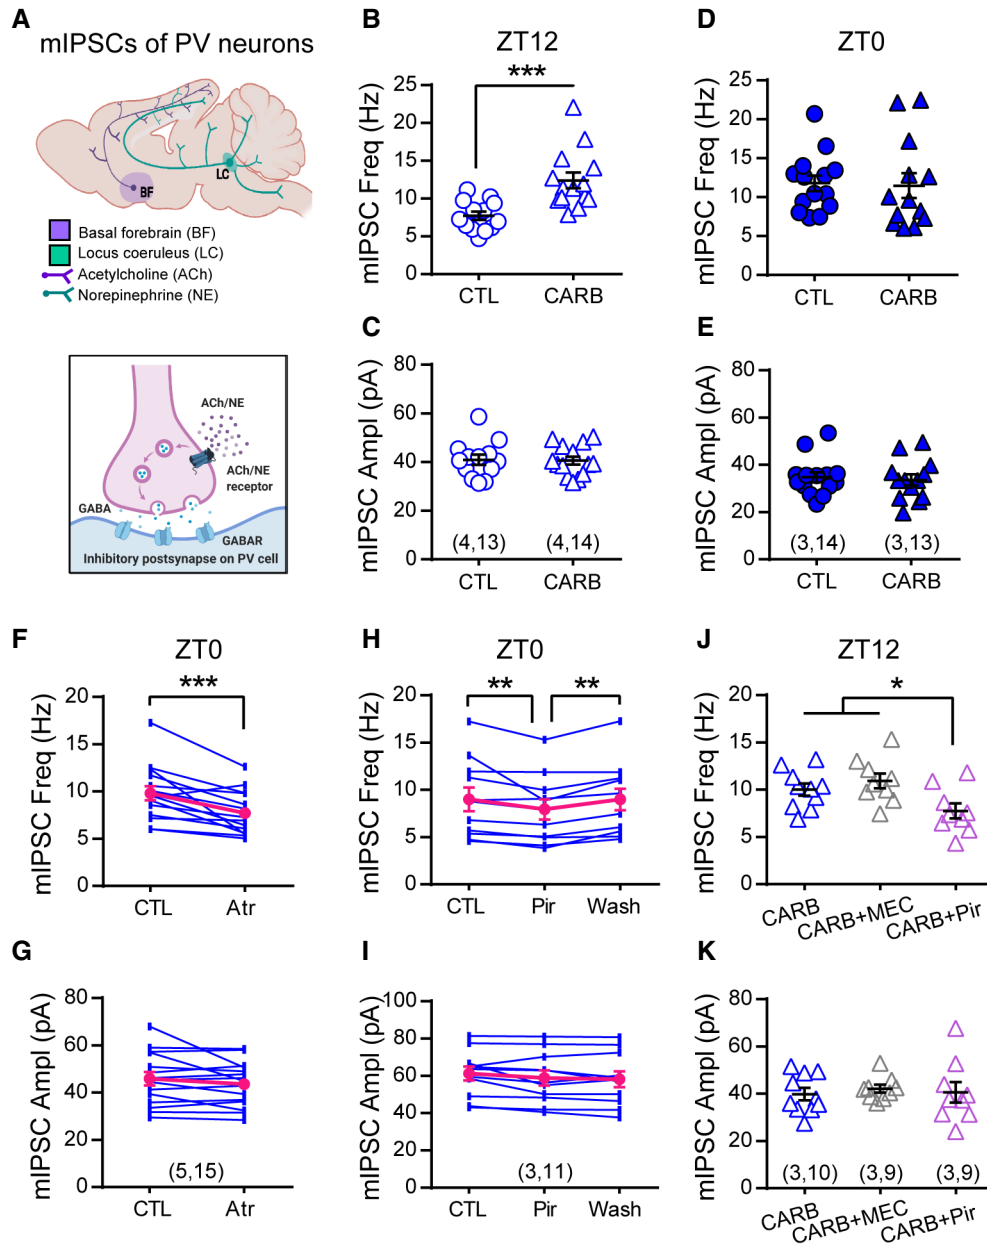 A
mIPSCs of PV neurons
BF
LC
Basal forebrain (BF)
Locus coeruleus (LC)
Acetylcholine (ACh)
Norepinephrine (NE)
ACh/NE
ACh/NE
receptor
GABA
GABAR
Inhibitory postsynapse on PV cell
B
ZT12
***
mIPSC Freq (Hz)
25
20
15
10
5
0
CTL
CARB
C
mIPSC Ampl (pA)
80
60
40
20
0
(4,13)
(4,14)
CTL
CARB
D
ZT0
mIPSC Freq (Hz)
25
20
15
10
5
0
CTL
CARB
E
mIPSC Ampl (pA)
80
60
40
20
0
(3,14)
(3,13)
CTL
CARB
F
ZT0
***
mIPSC Freq (Hz)
20
15
10
5
0
CTL
Atr
G
mIPSC Ampl (pA)
80
60
40
20
0
(5,15)
CTL
Atr
H
ZT0
**
**
mIPSC Freq (Hz)
20
15
10
5
0
CTL
Pir
Wash
I
mIPSC Ampl (pA)
100
80
60
40
20
0
(3,11)
CTL
Pir
Wash
J
ZT12
*
mIPSC Freq (Hz)
20
15
10
5
0
CARB
CARB+MEC
CARB+Pir
K
mIPSC Ampl (pA)
80
60
40
20
0
(3,10)
(3,9)
(3,9)
CARB
CARB+MEC
CARB+Pir